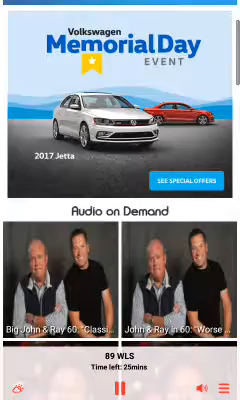 Volkswagen
Memorial Day
EVENT
2017 Jetta
SEE SPECIAL OFFERS
Audio on Demand
Big John & Ray 60: "Classi...
John & Ray in 60: "Worse ...
89 WLS
Time left: 25mins